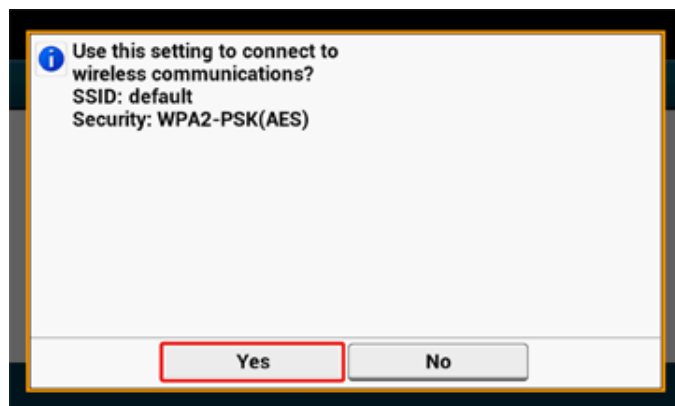 Use this setting to connect to
wireless communications?
SSID: default
Security: WPA2-PSK(AES)
Yes
No